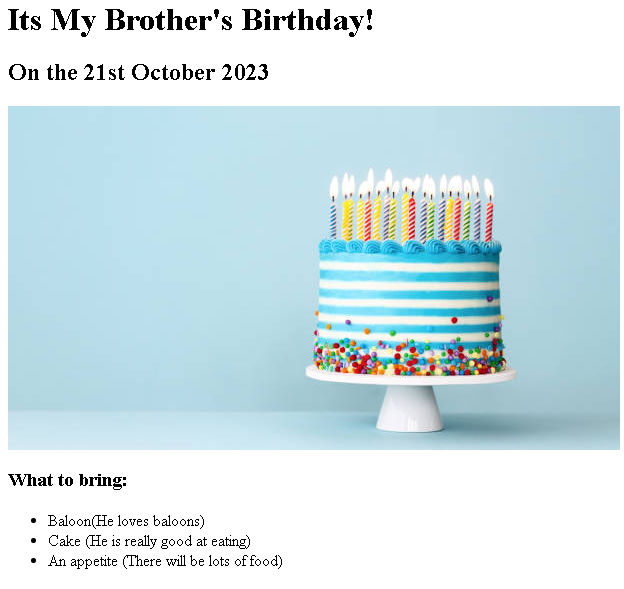 Its My Brother's Birthday!
On the 21st October 2023
What to bring:
Baloon(He loves baloons)
Cake (He is really good at eating)
An appetite (There will be lots of food)